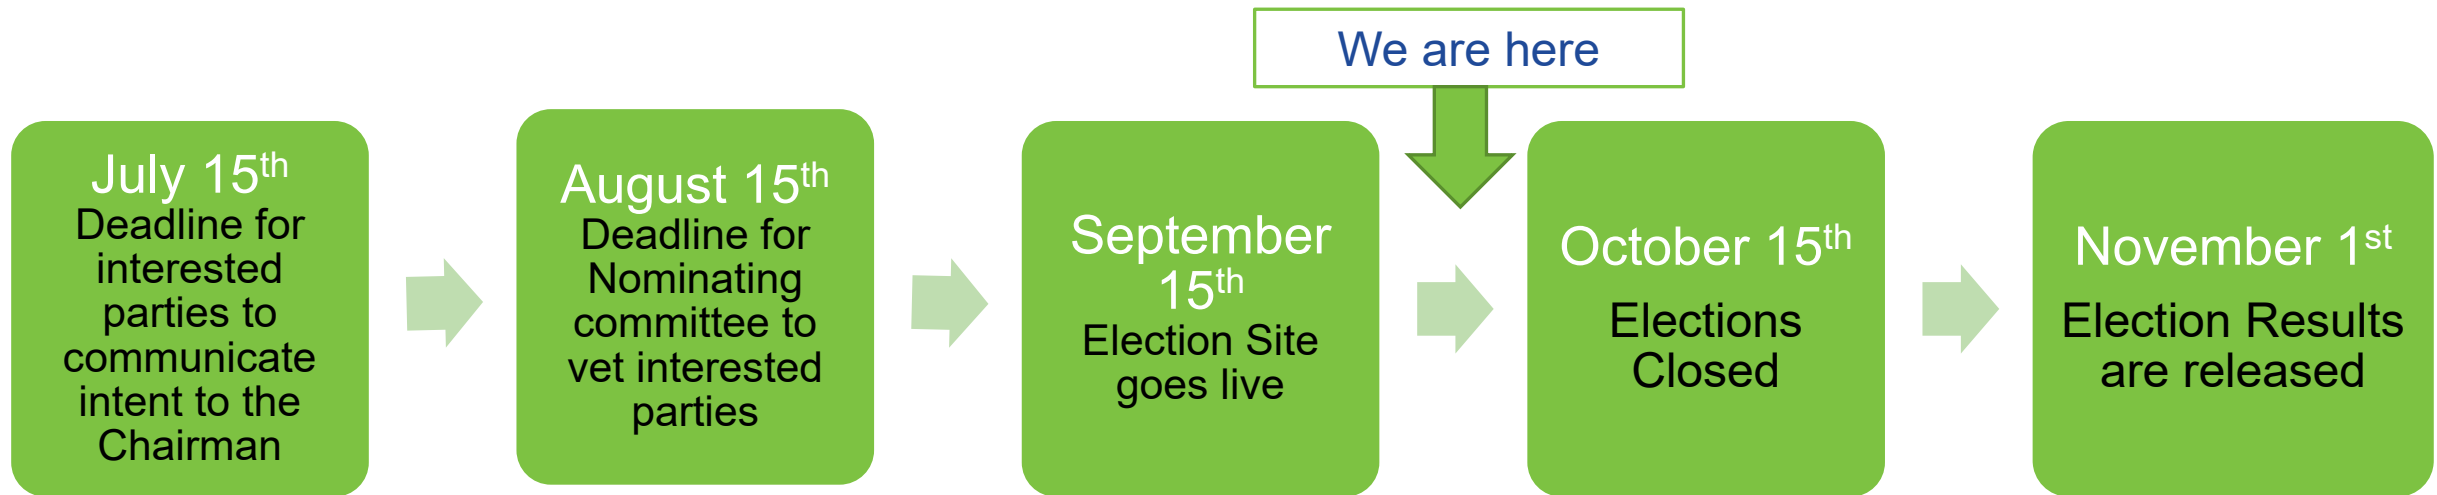 We are here
July 15th
Deadline for
interested
parties to
communicate
intent to the
Chairman
August 15th
Deadline for
Nominating
committee to
vet interested
parties
September
15th
Election Site
goes live
October 15th
Elections
Closed
November 1st
Election Results
are released